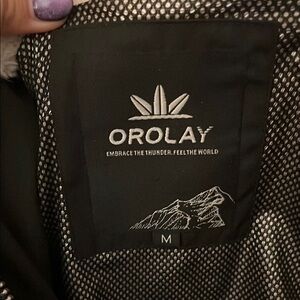 OROLAY
EMBRACE THE THUNDER. FEEL THE WORLD
M